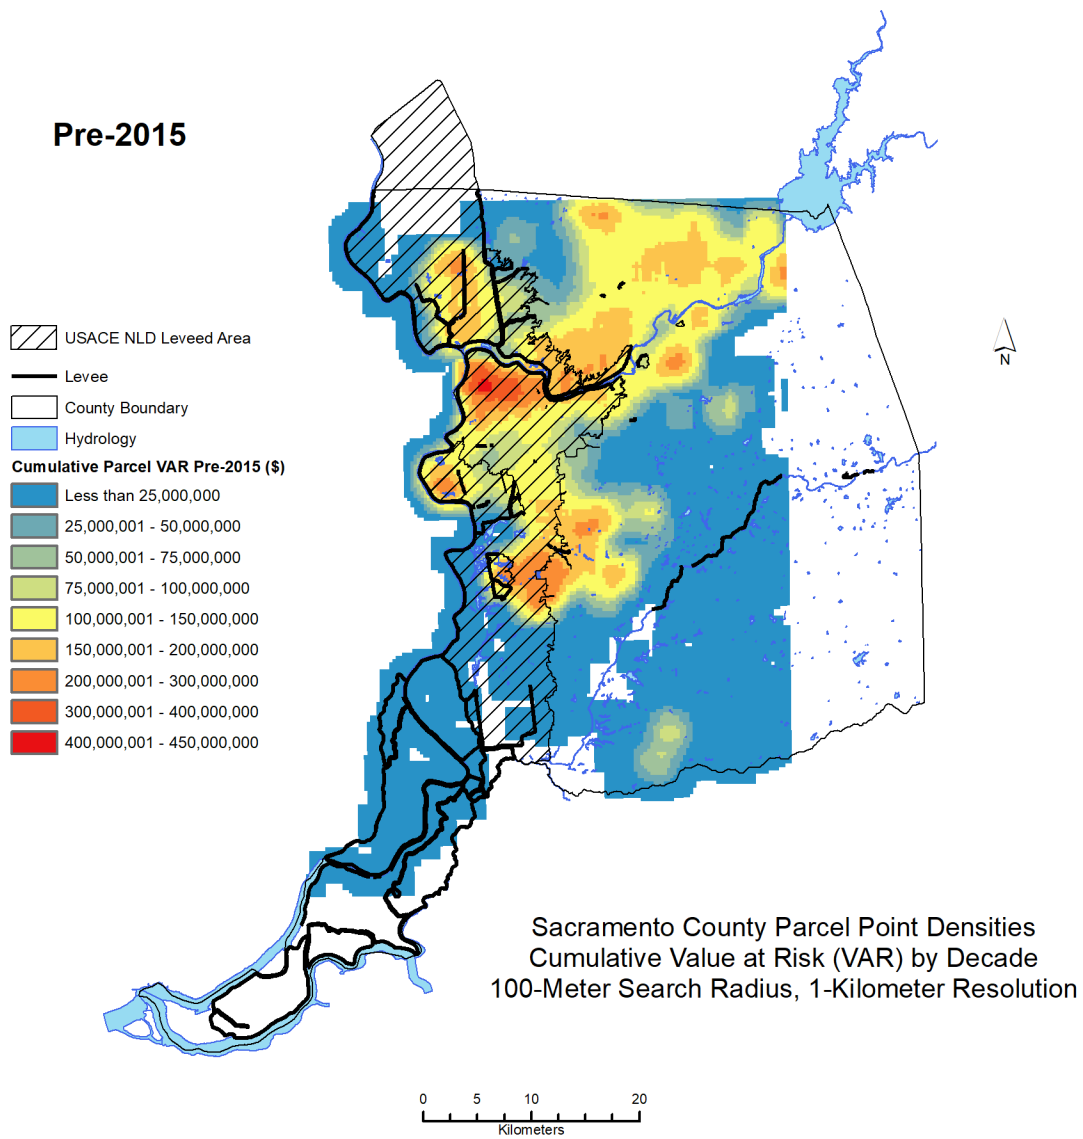 Pre-2015
USACE NLD Leveed Area
Levee
County Boundary
Hydrology
Cumulative Parcel VAR Pre-2015 ($)
Less than 25,000,000
25,000,001 - 50,000,000
50,000,001 - 75,000,000
75,000,001 - 100,000,000
100,000,001 - 150,000,000
150,000,001 - 200,000,000
200,000,001 - 300,000,000
300,000,001 - 400,000,000
400,000,001 - 450,000,000
N
Sacramento County Parcel Point Densities
Cumulative Value at Risk (VAR) by Decade
100-Meter Search Radius, 1-Kilometer Resolution
0 5 10 20
Kilometers